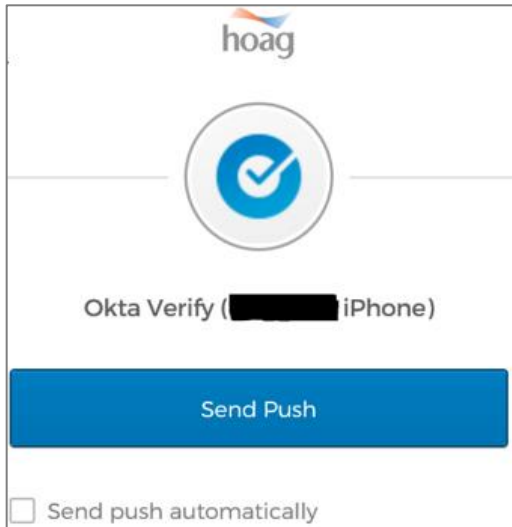 hoag
Okta Verify ( iPhone)
Send Push
Send push automatically